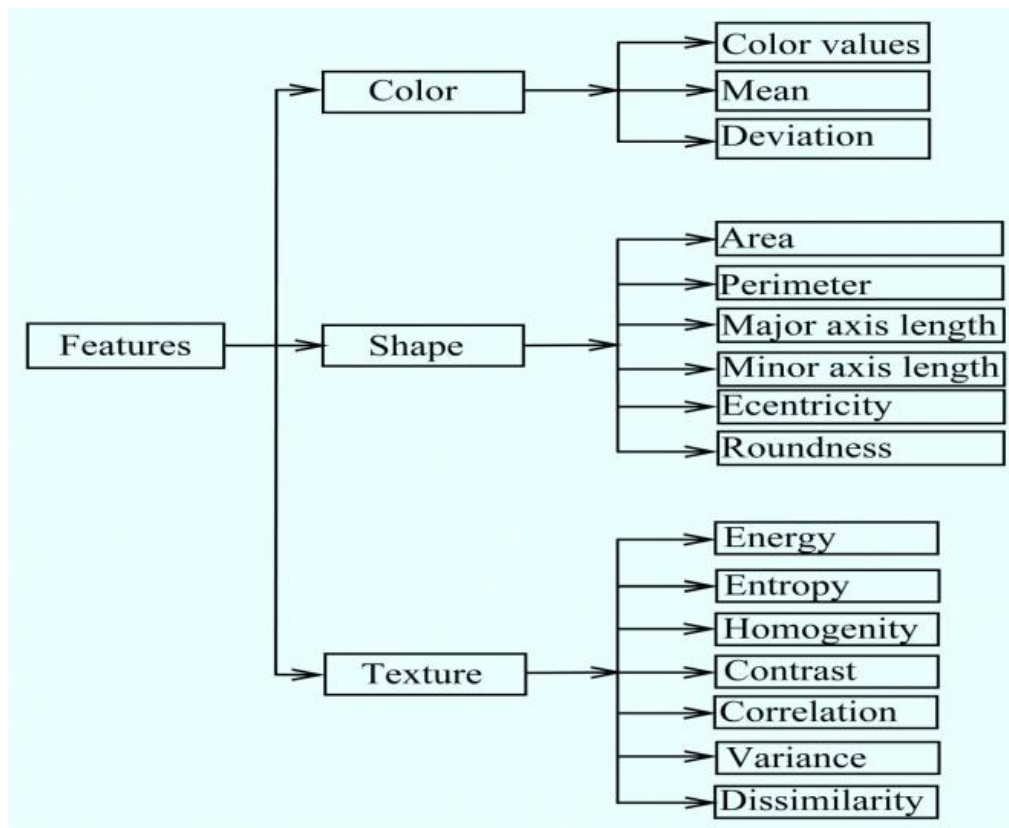 Features
Color
Color values
Mean
Deviation
Shape
Area
Perimeter
Major axis length
Minor axis length
Ecentricity
Roundness
Texture
Energy
Entropy
Homogenity
Contrast
Correlation
Variance
Dissimilarity